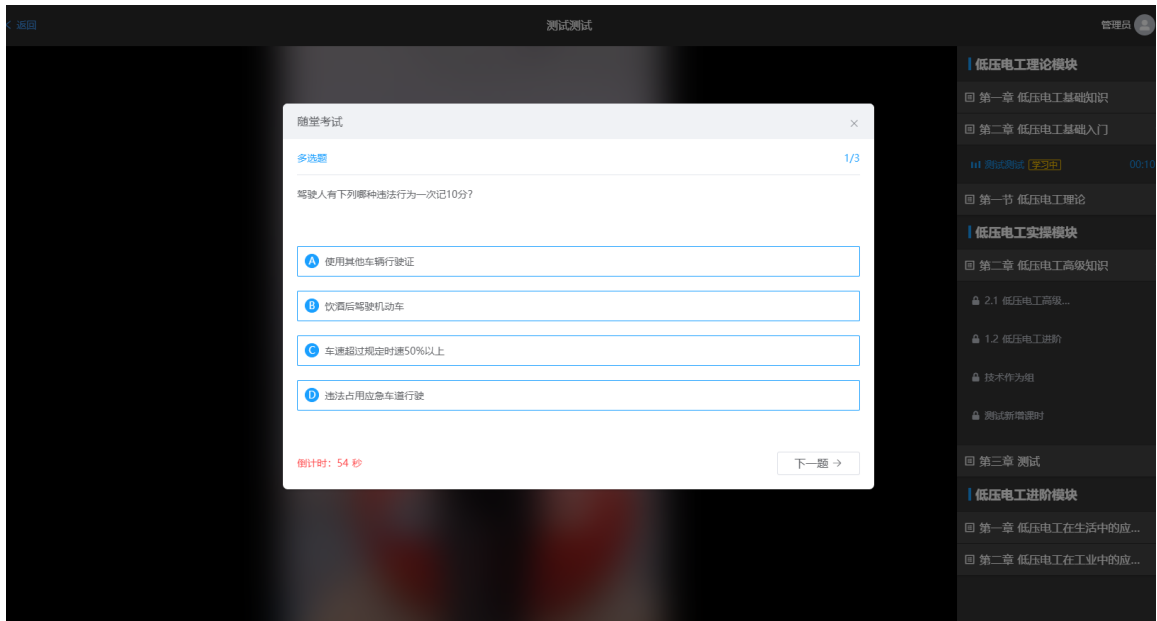 返回
测试测试
管理员
随堂考试
多选题
1/3
驾驶人有下列哪种违法行为一次记10分？
A 使用其他车辆行驶证
B 饮酒后驾驶机动车
C 车速超过规定时速50%以上
D 违法占用应急车道行驶
倒计时：54 秒
下一题
低压电工理论模块
第一章 低压电工基础知识
第二章 低压电工基础入门
测试测试 学习中 00:10
第一节 低压电工理论
低压电工实操模块
第二章 低压电工高级知识
2.1 低压电工高级...
1.2 低压电工进阶
技术作为组
测试新增课时
第三章 测试
低压电工进阶模块
第一章 低压电工在生活中的应...
第二章 低压电工在工业中的应...